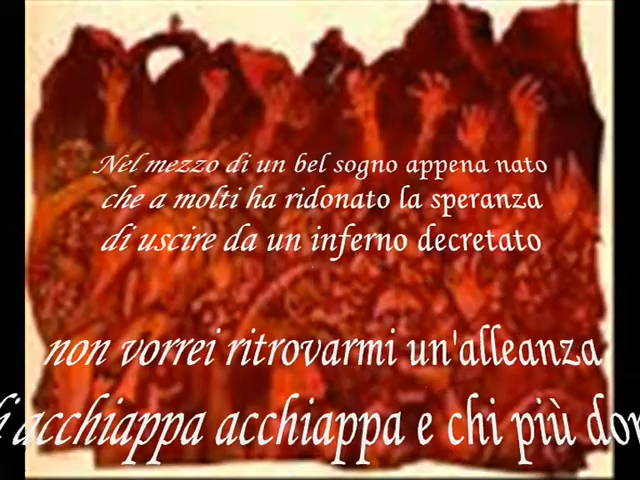 Nel mezzo di un bel sogno appena nato
che a molti ha ridonato la speranza
di uscire da un inferno decretato
non vorrei ritrovarmi un'alleanza
acchiappa acchiappa e chi più